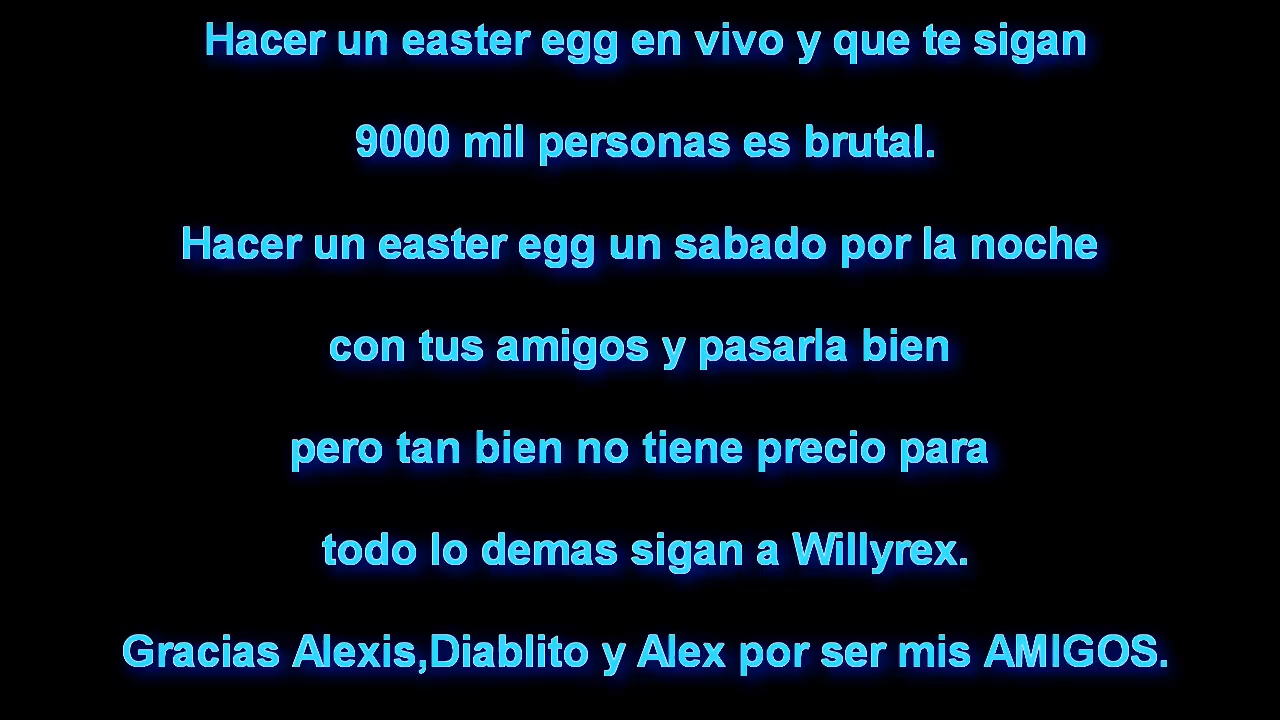 Hacer un easter egg en vivo y que te sigan
9000 mil personas es brutal.
Hacer un easter egg un sabado por la noche
con tus amigos y pasarla bien
pero tan bien no tiene precio para
todo lo demas sigan a Willyrex.
Gracias Alexis,Diablito y Alex por ser mis AMIGOS.